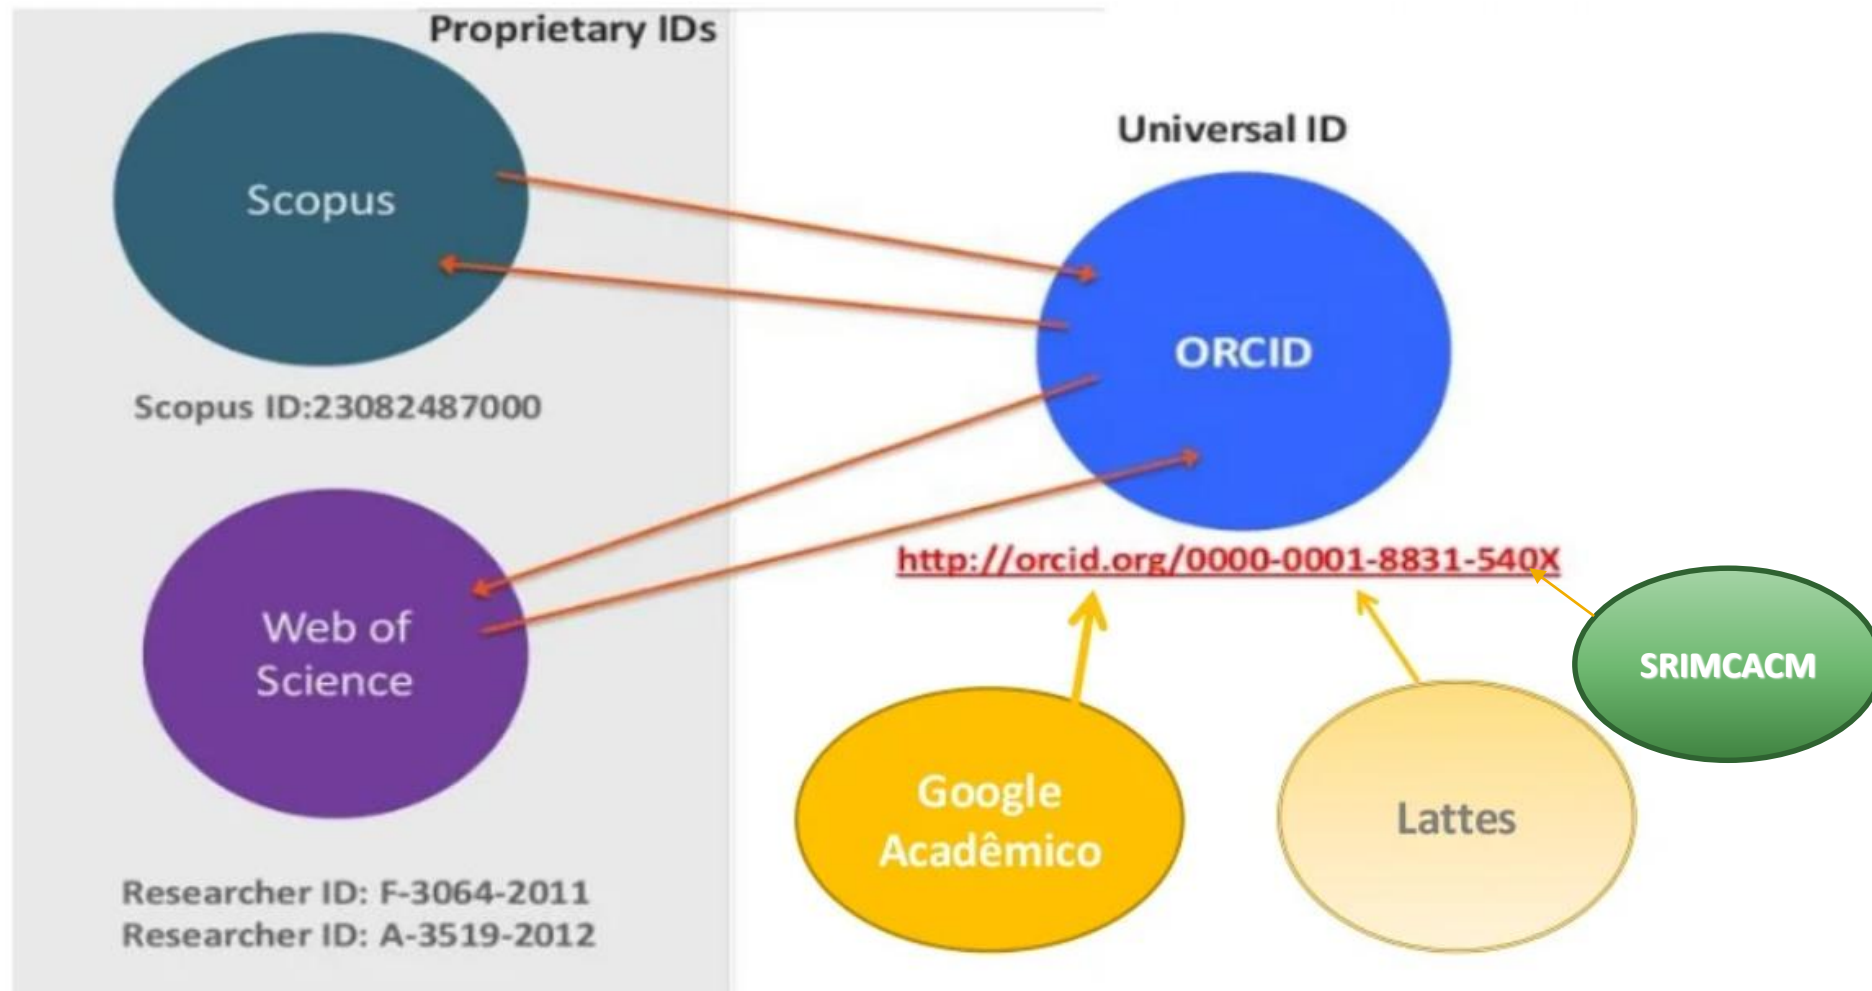 Proprietary IDs
Scopus
Scopus ID:23082487000
Web of
Science
Researcher ID: F-3064-2011
Researcher ID: A-3519-2012
Universal ID
ORCID
http://orcid.org/0000-0001-8831-540X
Google
Acadêmico
Lattes
SRIMCACM